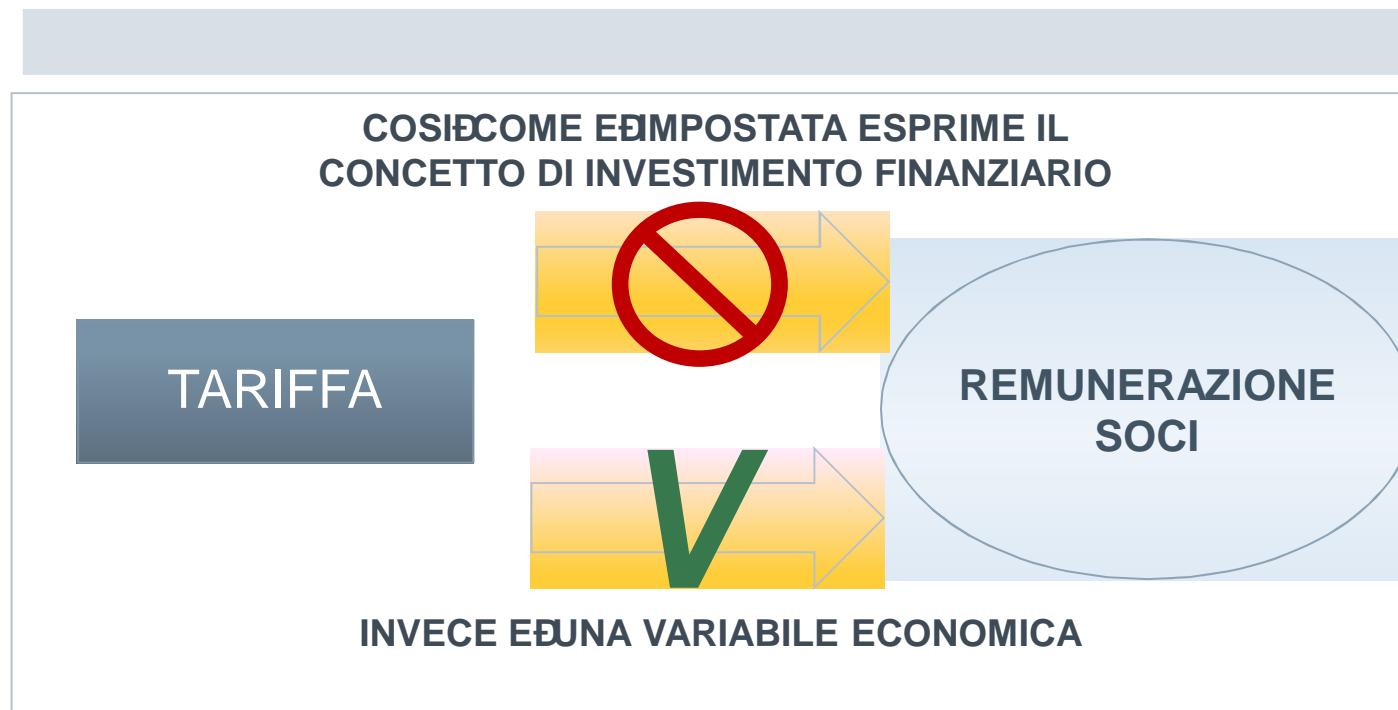 COSIĐCOME EĐIMPOSTATA ESPRIME IL
CONCETTO DI INVESTIMENTO FINANZIARIO
TARIFFA
REMUNERAZIONE
SOCI
V
INVECE EĐUNA VARIABILE ECONOMICA